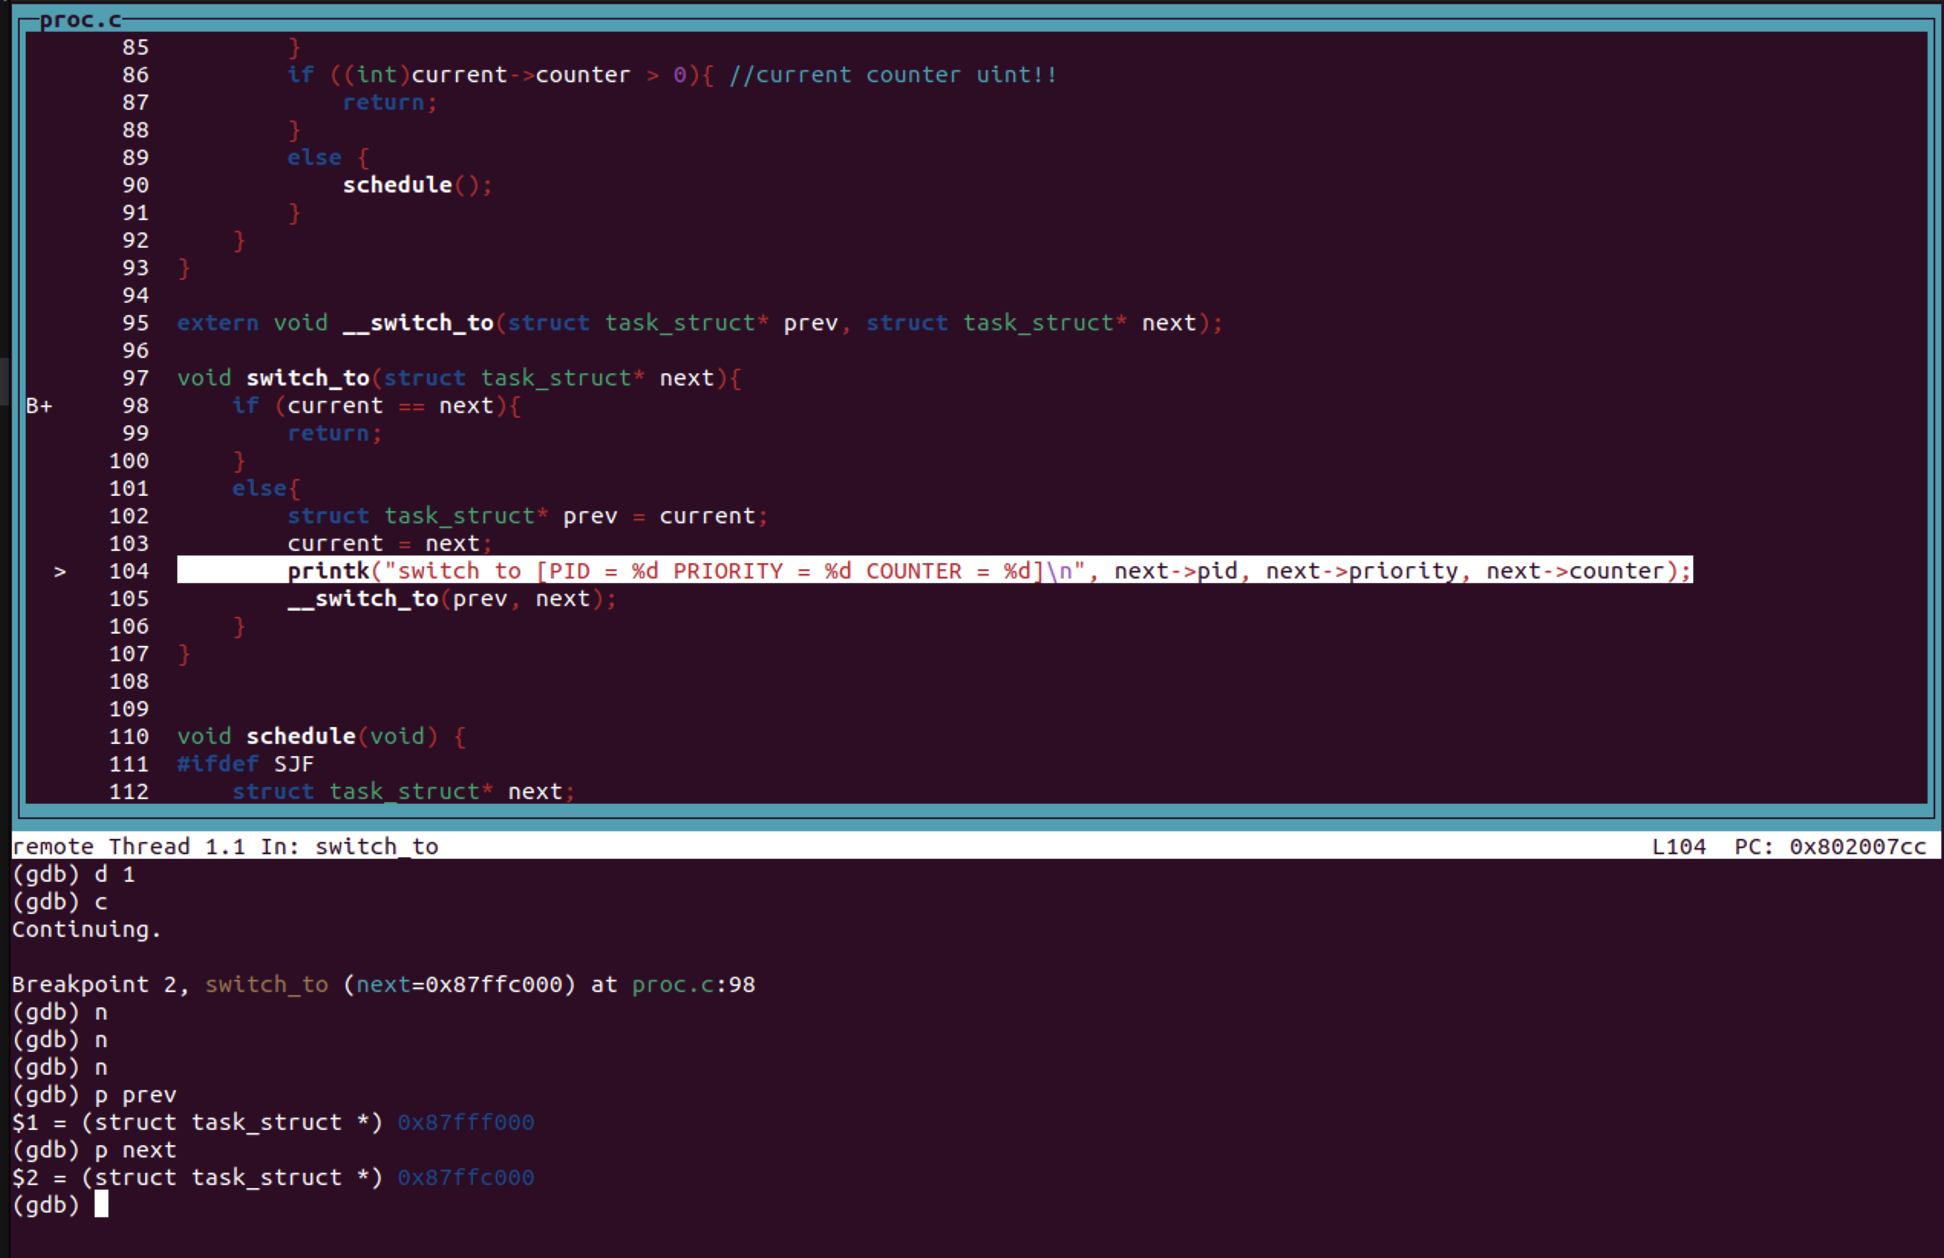 proc.c
85          }
86          if ((int)current->counter > 0){ //current counter uint!!
87              return;
88          }
89          else {
90              schedule();
91          }
92      }
93  }
94
95  extern void __switch_to(struct task_struct* prev, struct task_struct* next);
96
97  void switch_to(struct task_struct* next){
B+ 98      if (current == next){
99          return;
100     }
101     else{
102         struct task_struct* prev = current;
103         current = next;
> 104         printk("switch to [PID = %d PRIORITY = %d COUNTER = %d]\n", next->pid, next->priority, next->counter);
105         __switch_to(prev, next);
106     }
107 }
108
109
110 void schedule(void) {
111 #ifdef SJF
112     struct task_struct* next;
remote Thread 1.1 In: switch_to L104 PC: 0x802007cc
(gdb) d 1
(gdb) c
Continuing.

Breakpoint 2, switch_to (next=0x87ffc000) at proc.c:98
(gdb) n
(gdb) n
(gdb) n
(gdb) p prev
$1 = (struct task_struct *) 0x87fff000
(gdb) p next
$2 = (struct task_struct *) 0x87ffc000
(gdb)